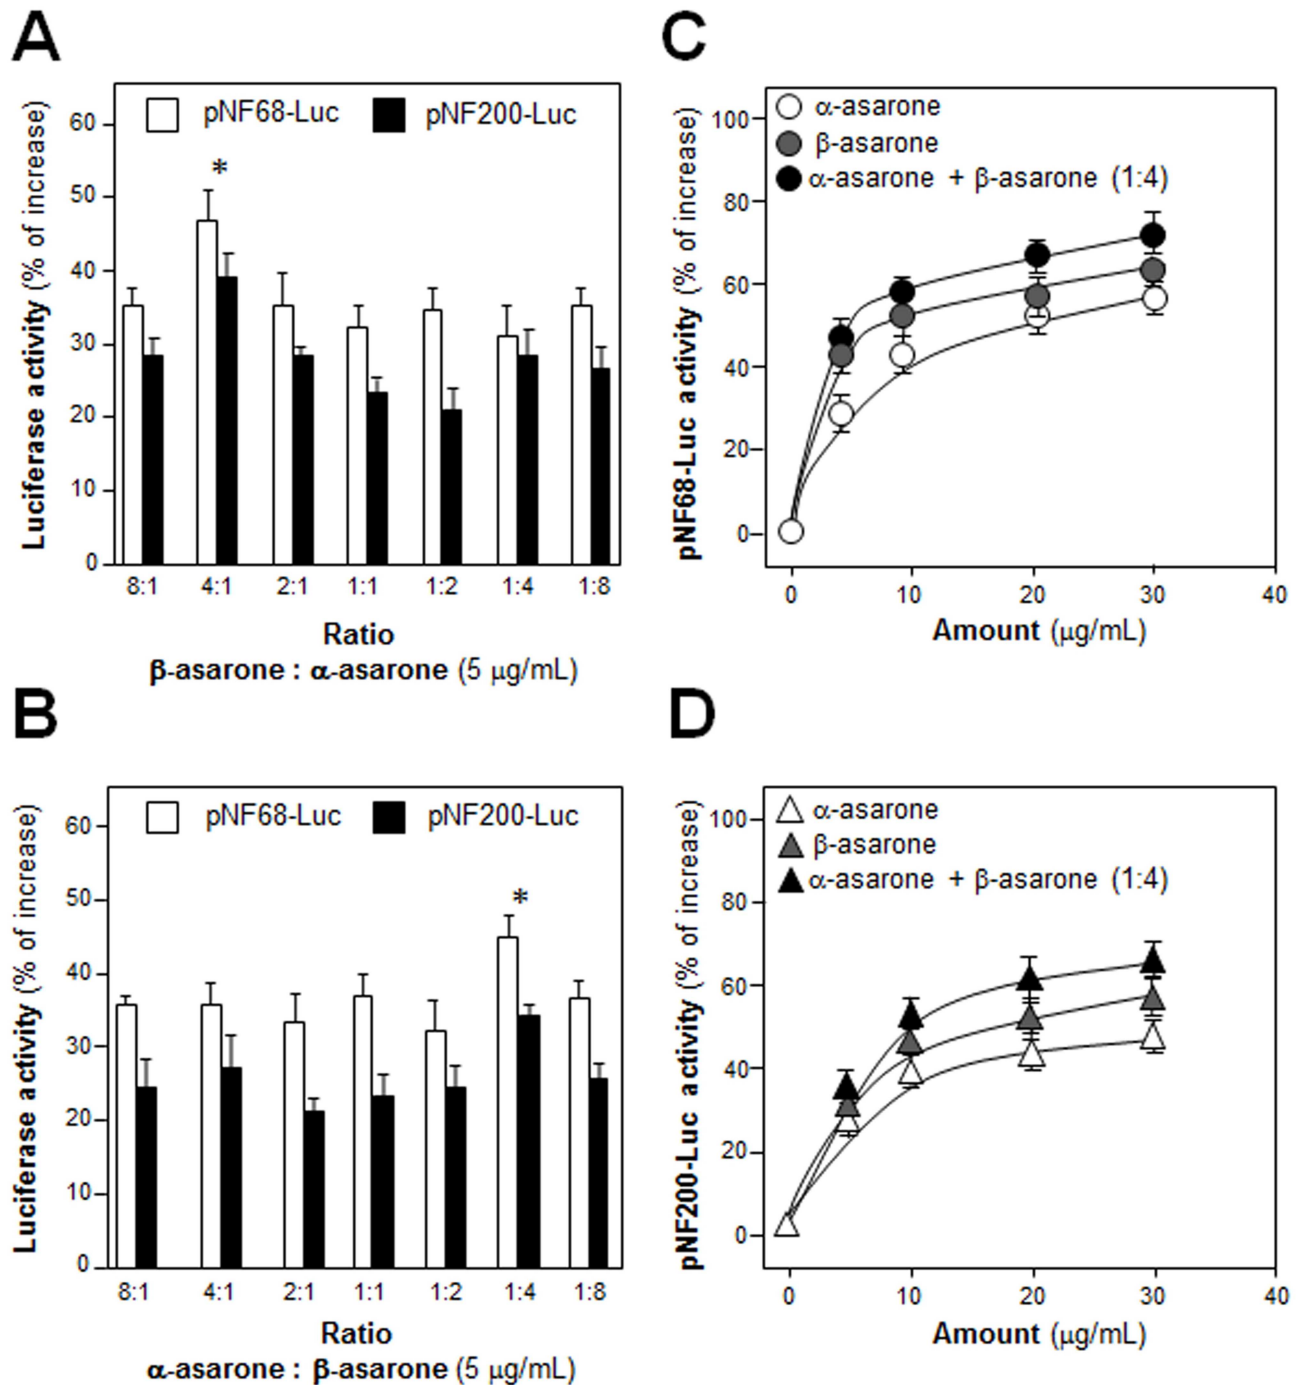 A
Luciferase activity (% of increase)
pNF68-Luc pNF200-Luc
60
50
40
30
20
10
0
*
8:1 4:1 2:1 1:1 1:2 1:4 1:8
Ratio
β-asarone : α-asarone (5 μg/mL)
B
Luciferase activity (% of increase)
pNF68-Luc pNF200-Luc
60
50
40
30
20
10
0
*
8:1 4:1 2:1 1:1 1:2 1:4 1:8
Ratio
α-asarone : β-asarone (5 μg/mL)
C
pNF68-Luc activity (% of increase)
α-asarone
β-asarone
α-asarone + β-asarone (1:4)
100
80
60
40
20
0
0 10 20 30 40
Amount (μg/mL)
D
pNF200-Luc activity (% of increase)
α-asarone
β-asarone
α-asarone + β-asarone (1:4)
100
80
60
40
20
0
0 10 20 30 40
Amount (μg/mL)